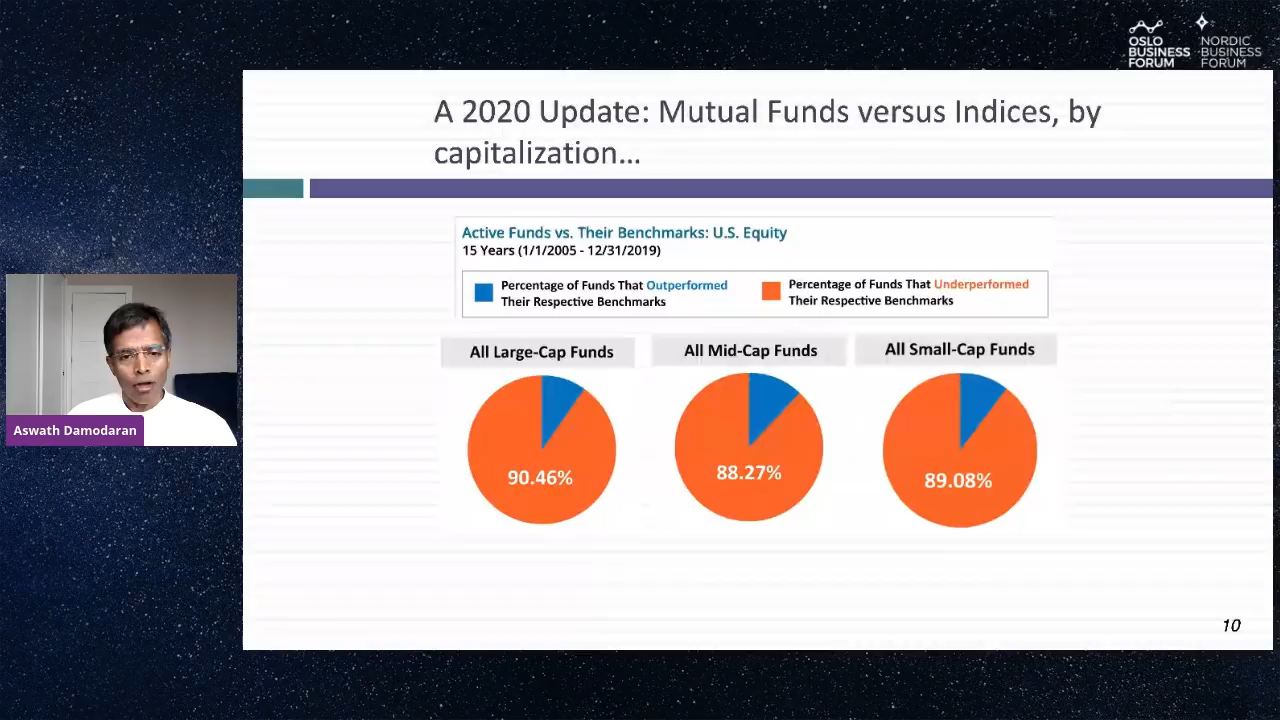 OSLO
BUSINESS
FORUM
NORDIC
BUSINESS
FORUM
A 2020 Update: Mutual Funds versus Indices, by
capitalization…
Active Funds vs. Their Benchmarks: U.S. Equity
15 Years (1/1/2005 - 12/31/2019)
Percentage of Funds That Outperformed
Their Respective Benchmarks
Percentage of Funds That Underperformed
Their Respective Benchmarks
All Large-Cap Funds
All Mid-Cap Funds
All Small-Cap Funds
90.46%
88.27%
89.08%
Aswath Damodaran
10